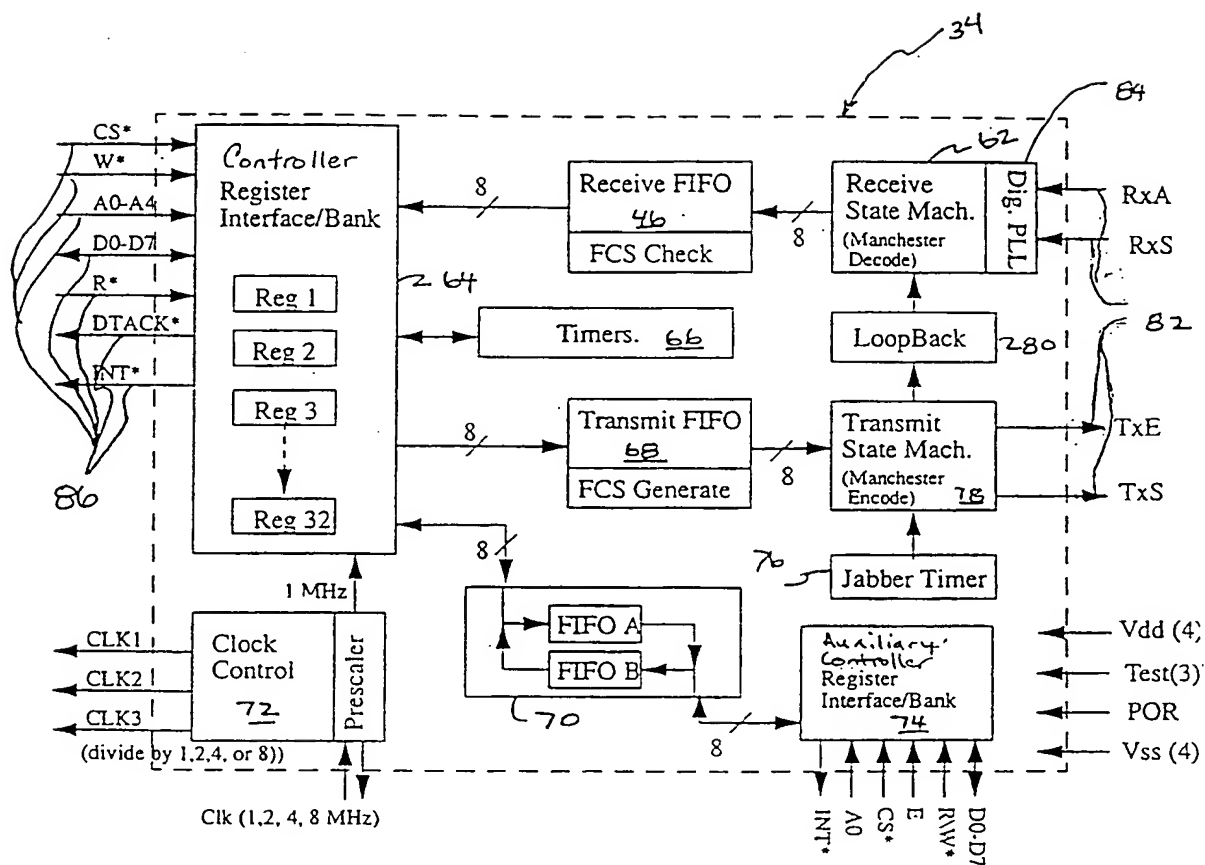 34
84
62
CS*
W*
A0-A4
D0-D7
R*
DTACK*
INT*
86
Controller
Register
Interface/Bank
Reg 1
Reg 2
Reg 3
Reg 32
64
8
Receive FIFO
46
FCS Check
8
Receive
State Mach.
(Manchester
Decode)
Dig. PLL
RxA
RxS
82
Timers. 66
LoopBack
80
8
Transmit FIFO
68
FCS Generate
8
Transmit
State Mach.
(Manchester
Encode) 78
TxE
TxS
76
Jabber Timer
8
1 MHz
CLK1
CLK2
CLK3
(divide by 1,2,4, or 8))
Clock
Control
72
Prescaler
Clk (1,2, 4, 8 MHz)
FIFO A
FIFO B
70
8
Auxiliary
Controller
Register
Interface/Bank
74
INT*
A0
CS*
E
R\W*
D0-D7
Vdd (4)
Test(3)
POR
Vss (4)